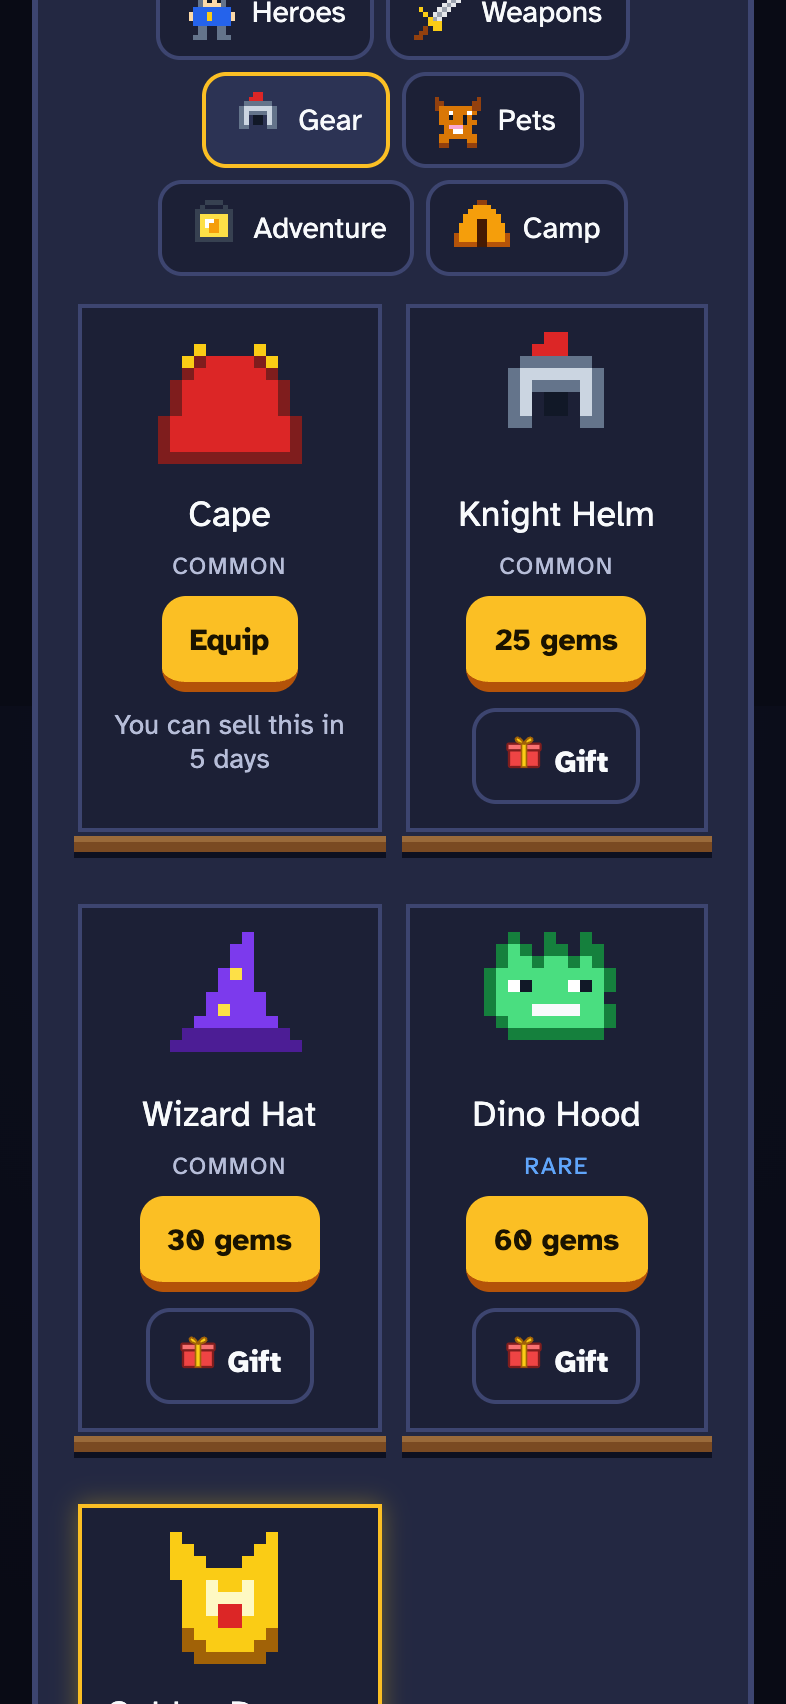 Heroes
Weapons
Gear
Pets
Adventure
Camp
Cape
COMMON
Equip
You can sell this in
5 days
Knight Helm
COMMON
25 gems
Gift
Wizard Hat
COMMON
30 gems
Gift
Dino Hood
RARE
60 gems
Gift